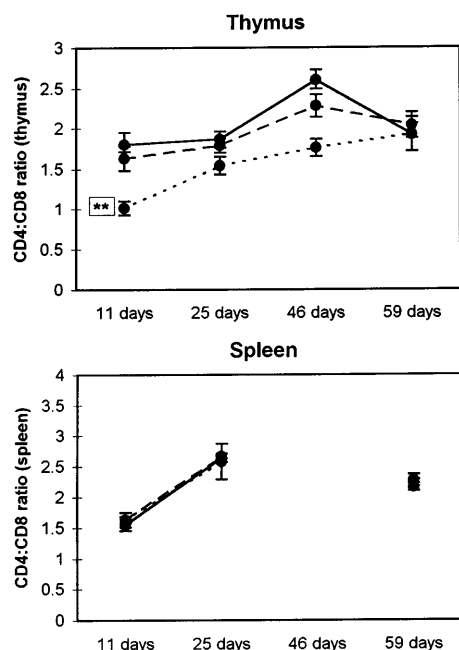 Thymus
CD4:CD8 ratio (thymus)
3
2.5
2
1.5
1
0.5
0
**
11 days 25 days 46 days 59 days
Spleen
CD4:CD8 ratio (spleen)
4
3.5
3
2.5
2
1.5
1
0.5
0
11 days 25 days 46 days 59 days